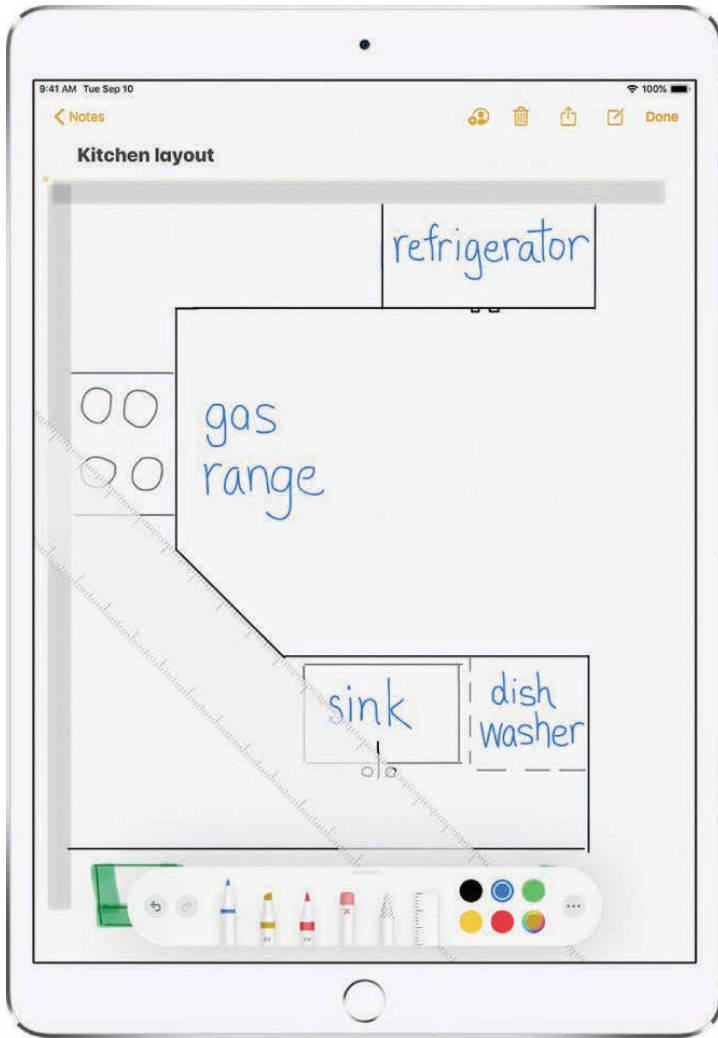 9:41 AM Tue Sep 10
100%
Notes
Done
Kitchen layout
refrigerator
gas
range
sink
dish
washer